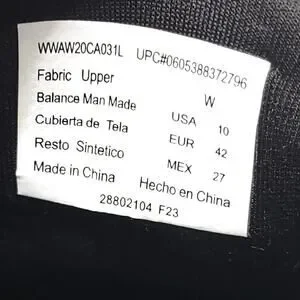 WWAW20CA031L UPC#0605388372796
Fabric Upper W
Balance Man Made USA 10
Cubierta de Tela EUR 42
Resto Sintetico MEX 27
Made in China Hecho en China
28802104 F23